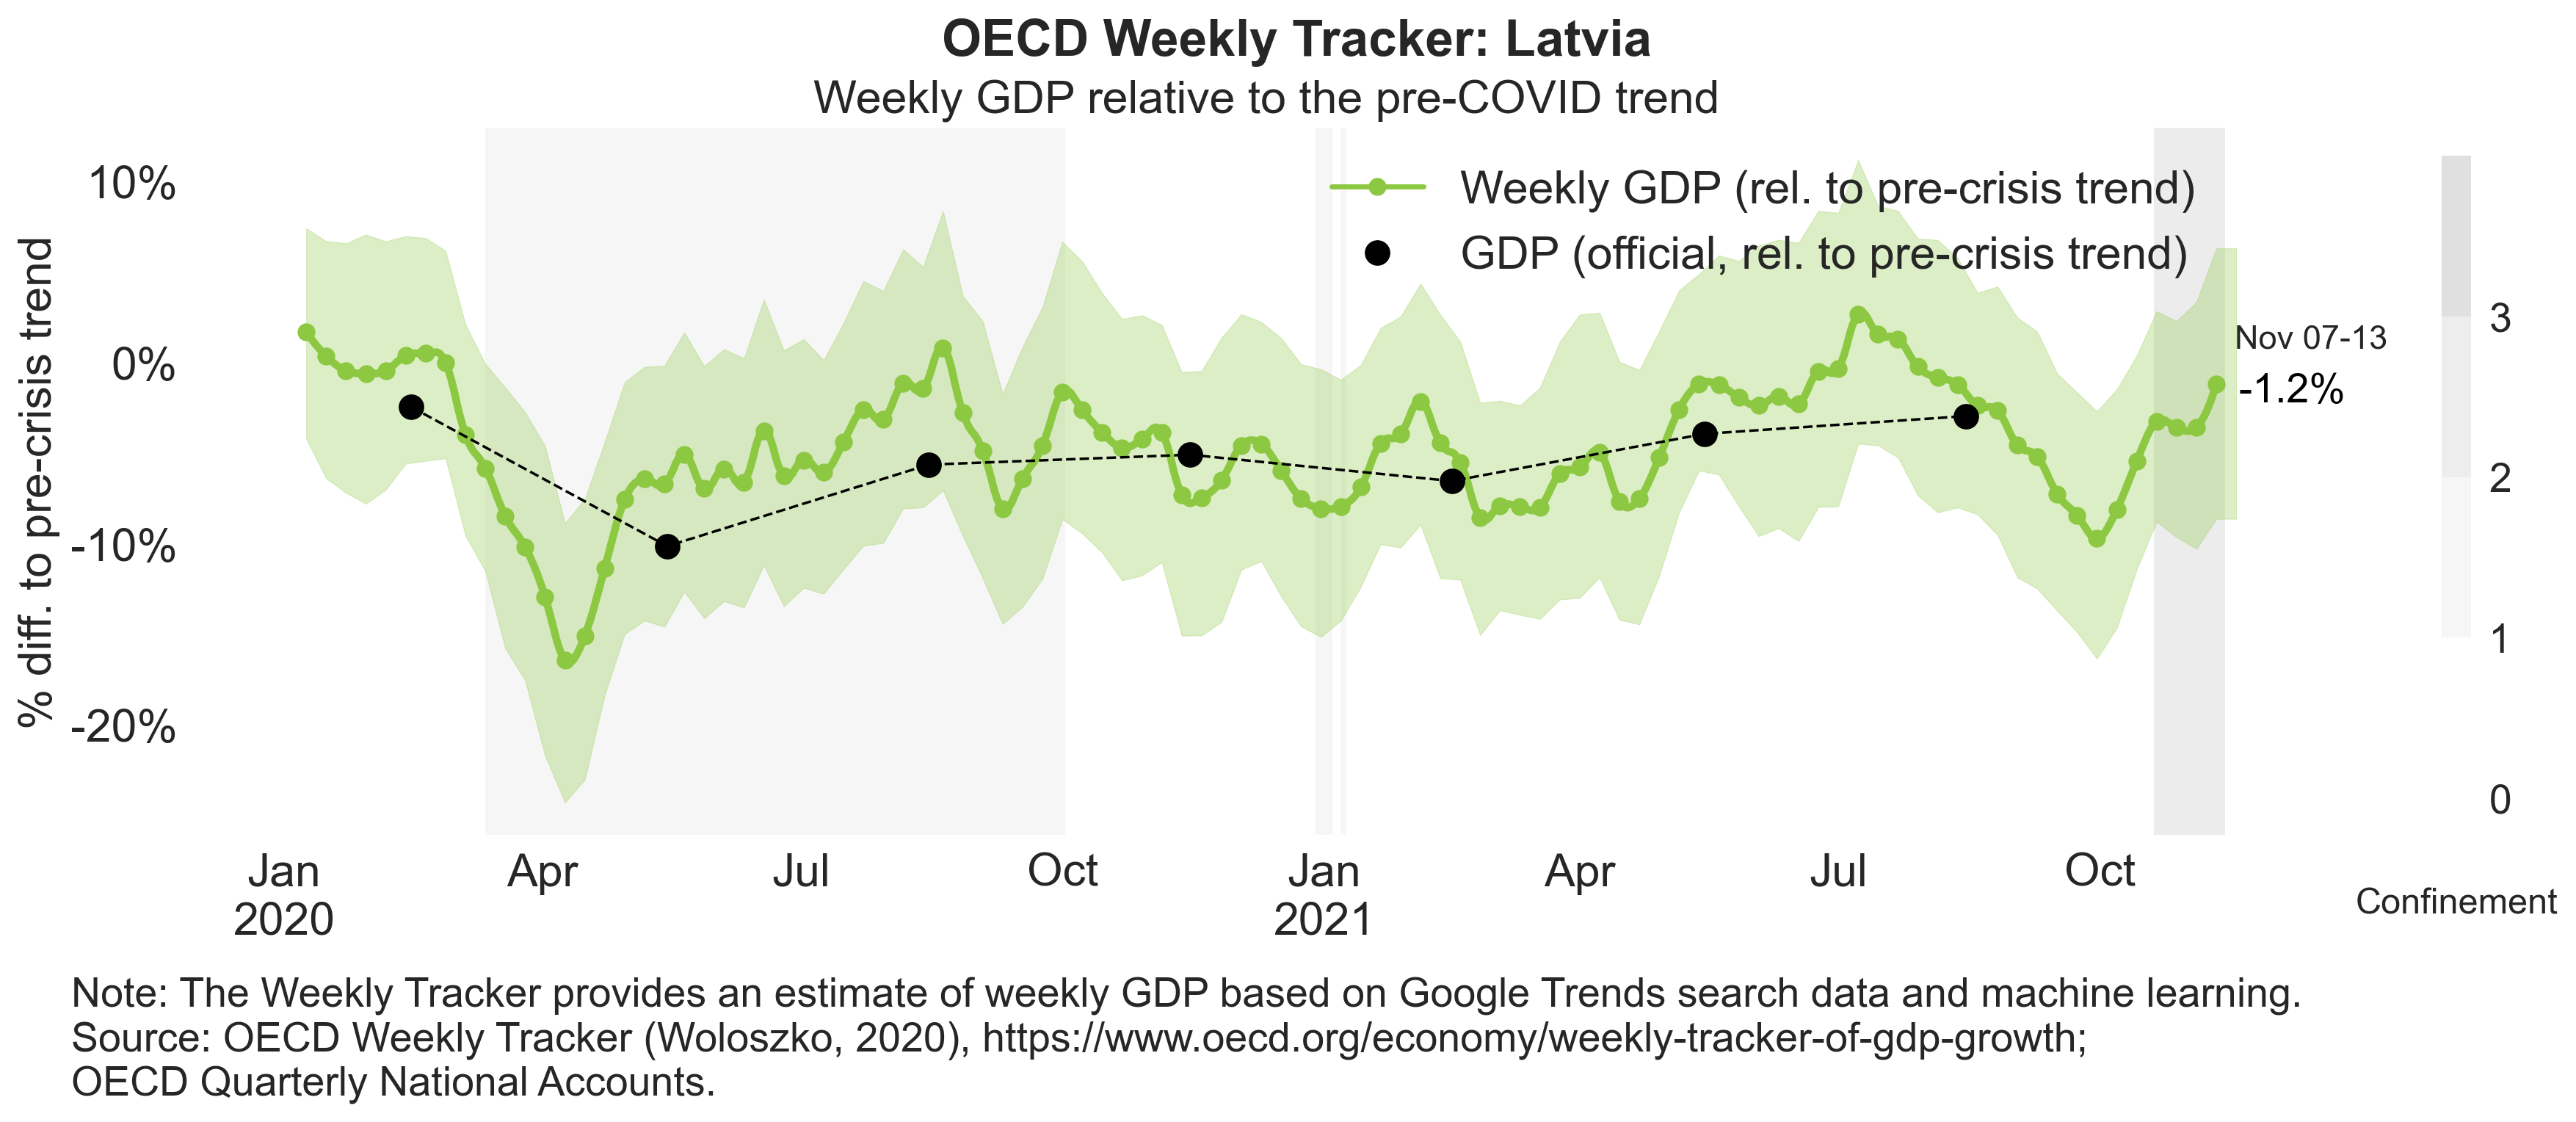 OECD Weekly Tracker: Latvia
Weekly GDP relative to the pre-COVID trend
% diff. to pre-crisis trend
10%
0%
-10%
-20%
Weekly GDP (rel. to pre-crisis trend)
GDP (official, rel. to pre-crisis trend)
Nov 07-13
-1.2%
3
2
1
0
Confinement
Jan Apr Jul Oct Jan Apr Jul Oct
2020 2021
Note: The Weekly Tracker provides an estimate of weekly GDP based on Google Trends search data and machine learning.
Source: OECD Weekly Tracker (Woloszko, 2020), https://www.oecd.org/economy/weekly-tracker-of-gdp-growth;
OECD Quarterly National Accounts.